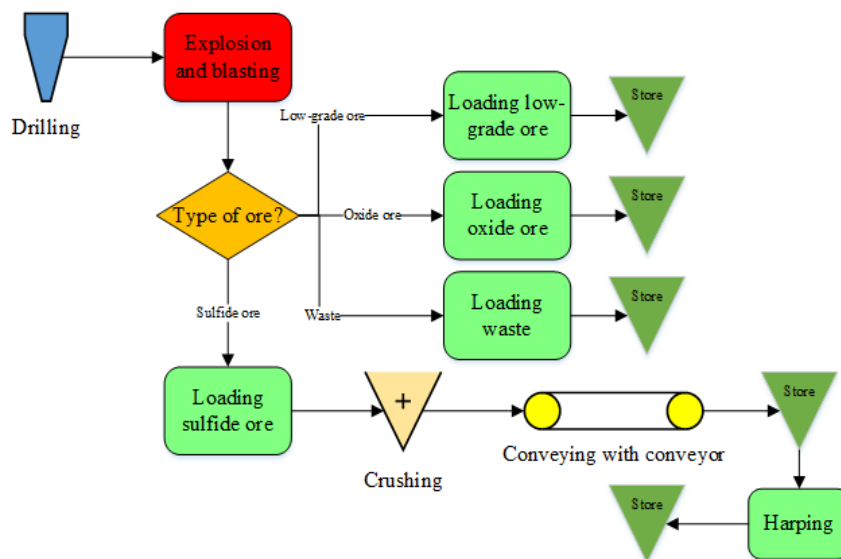 Explosion
and blasting
Drilling
Low-grade ore
Loading low-
grade ore
Store
Type of ore?
Oxide ore
Loading
oxide ore
Store
Sulfide ore
Waste
Loading
waste
Store
Loading
sulfide ore
+
Crushing
Conveying with conveyor
Store
Harping
Store